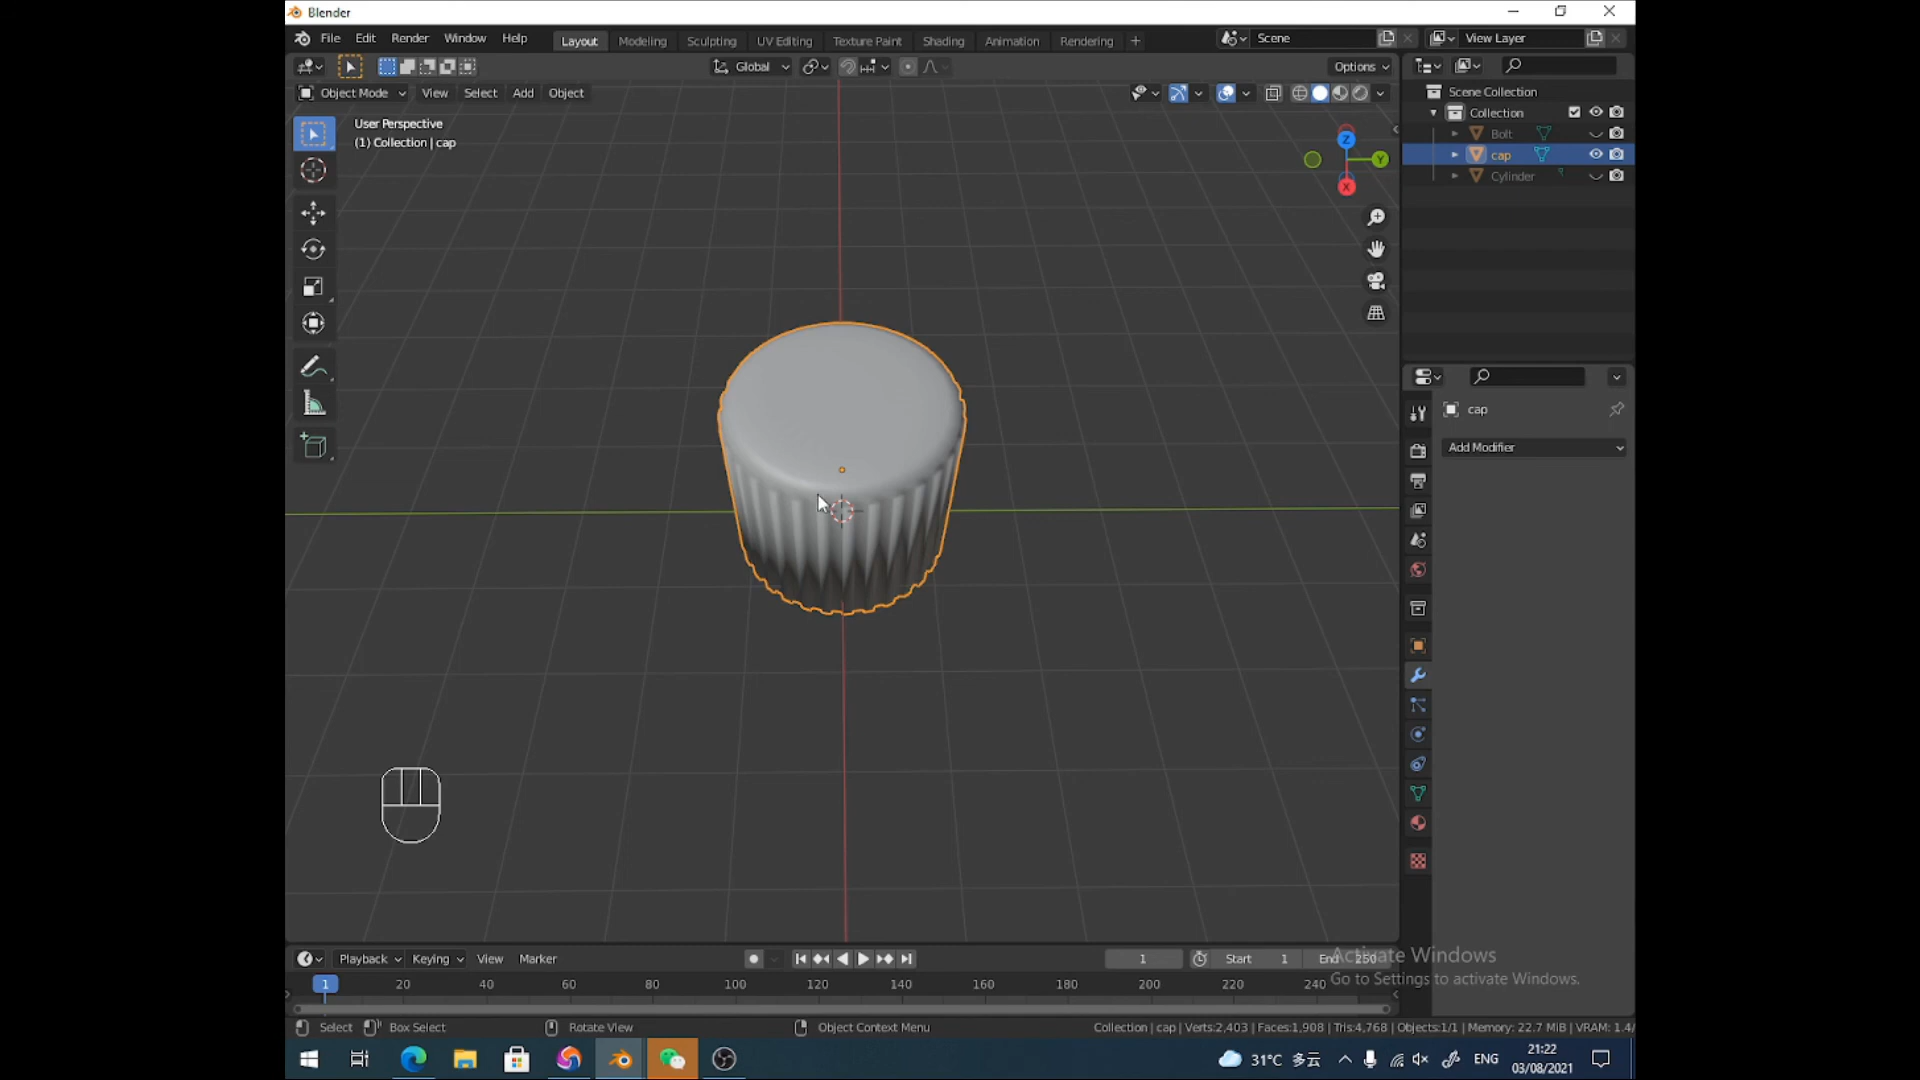 Blender
File Edit Render Window Help
Layout Modeling Sculpting UV Editing Texture Paint Shading Animation Rendering +
Scene
View Layer
Global
Options
Object Mode View Select Add Object
User Perspective
(1) Collection | cap
Z
Y
X
Scene Collection
Collection
Bolt
cap
Cylinder
cap
Add Modifier
Playback Keying View Marker
1
Start 1
End 250
1 20 40 60 80 100 120 140 160 180 200 220 240
Activate Windows
Go to Settings to activate Windows.
Select Box Select Rotate View Object Context Menu
Collection | cap | Verts:2,403 | Faces:1,908 | Tris:4,768 | Objects:1/1 | Memory: 22.7 MiB | VRAM: 1.4/
31°C 多云
ENG
21:22
03/08/2021